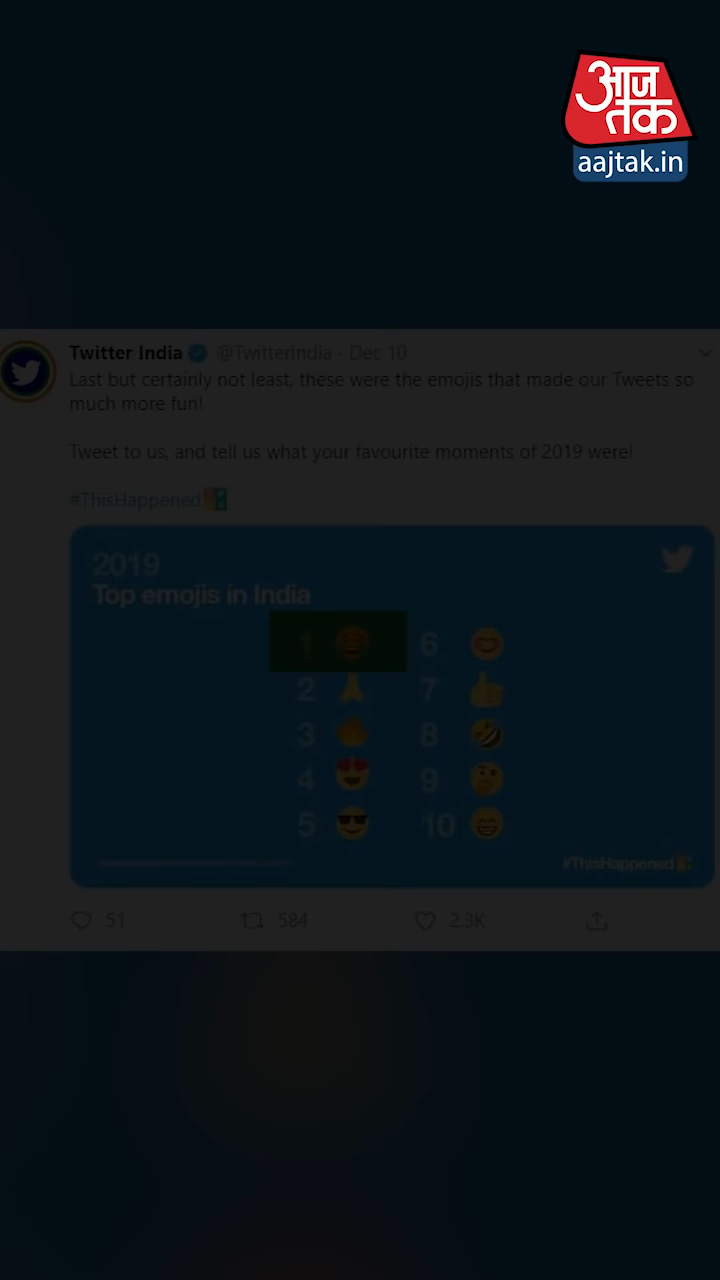 आज
तक
aajtak.in
Twitter India @TwitterIndia - Dec 10
Last but certainly not least, these were the emojis that made our Tweets so
much more fun!
Tweet to us, and tell us what your favourite moments of 2019 were!
#ThisHappened
2019
Top emojis in India
1 6
2 7
3 8
4 9
5 10
#ThisHappened
51 584 2.3K